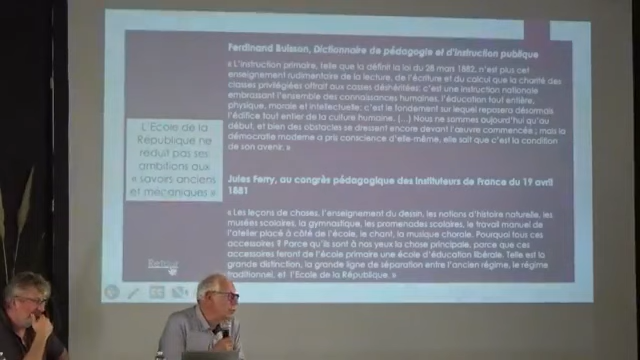 Ferdinand Buisson, Dictionnaire de pédagogie et d'instruction publique
« L'instruction primaire, telle que la définit la loi du 28 mars 1882, n'est plus cet
enseignement rudimentaire de la lecture, de l'écriture et du calcul que la charité des
classes privilégiées offrait aux classes déshéritées: c'est une instruction nationale
embrassant l'ensemble des connaissances humaines, l'éducation tout entière,
physique, morale et intellectuelle; c'est le fondement sur lequel reposera désormais
l'édifice tout entier de la culture humaine. (...) Nous ne sommes aujourd'hui qu'au
début, et bien des obstacles se dressent encore devant l'œuvre commencée ; mais la
démocratie moderne a pris conscience d'elle-même, elle sait que c'est la condition
de son avenir. »
L'Ecole de la
République ne
réduit pas ses
ambitions aux
« savoirs anciens
et mécaniques »
Jules Ferry, au congrès pédagogique des instituteurs de France du 19 avril
1881
« Les leçons de choses, l'enseignement du dessin, les notions d'histoire naturelle, les
musées scolaires, la gymnastique, les promenades scolaires, le travail manuel de
l'atelier placé à côté de l'école, le chant, la musique chorale. Pourquoi tous ces
accessoires ? Parce qu'ils sont à nos yeux la chose principale, parce que ces
accessoires feront de l'école primaire une école d'éducation libérale. Telle est la
grande distinction, la grande ligne de séparation entre l'ancien régime, le régime
traditionnel, et l'Ecole de la République. »
Retour